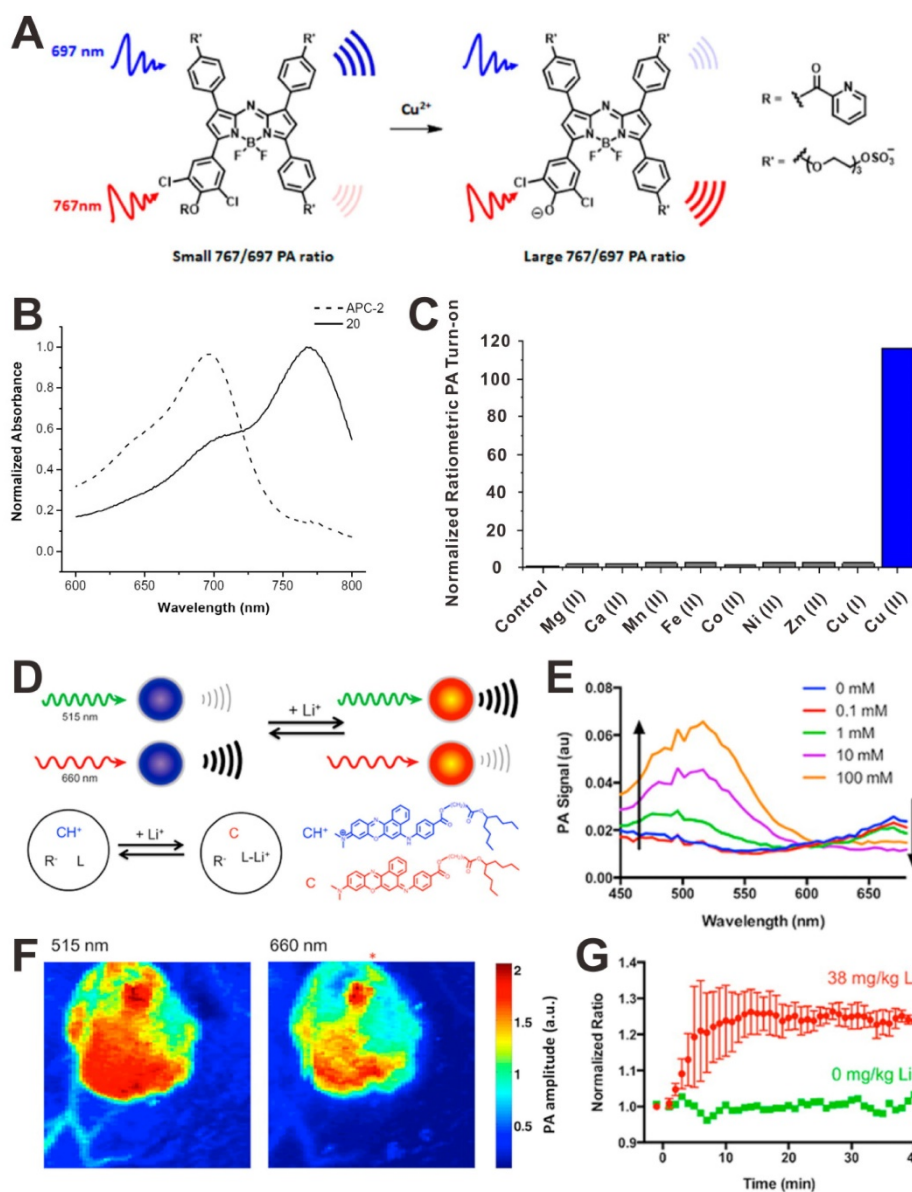 A
697 nm
767nm
R'
R'
N
N
N
B
F
F
Cl
Cl
RO
R'
Cu²⁺
R'
R'
N
N
N
B
F
F
Cl
Cl
O
⊖
R'
R =
O
N
R' =
O
O
3
OSO₃⁻
Small 767/697 PA ratio
Large 767/697 PA ratio
B
APC-2
20
Normalized Absorbance
1.0
0.8
0.6
0.4
0.2
0.0
600
650
700
750
800
Wavelength (nm)
C
Normalized Ratiometric PA Turn-on
120
100
80
60
40
20
0
Control
Mg (II)
Ca (II)
Mn (II)
Fe (II)
Co (II)
Ni (II)
Zn (II)
Cu (I)
Cu (II)
D
515 nm
660 nm
+ Li⁺
CH⁺
R⁻ L
+ Li⁺
C
R⁻ L-Li⁺
CH⁺
C
E
PA Signal (au)
0.08
0.06
0.04
0.02
0.00
450
500
550
600
650
Wavelength (nm)
0 mM
0.1 mM
1 mM
10 mM
100 mM
F
515 nm
660 nm
*
2
1.5
1
0.5
PA amplitude (a.u.)
G
Normalized Ratio
1.4
1.3
1.2
1.1
1.0
0.9
38 mg/kg L
0 mg/kg Li
0
10
20
30
Time (min)